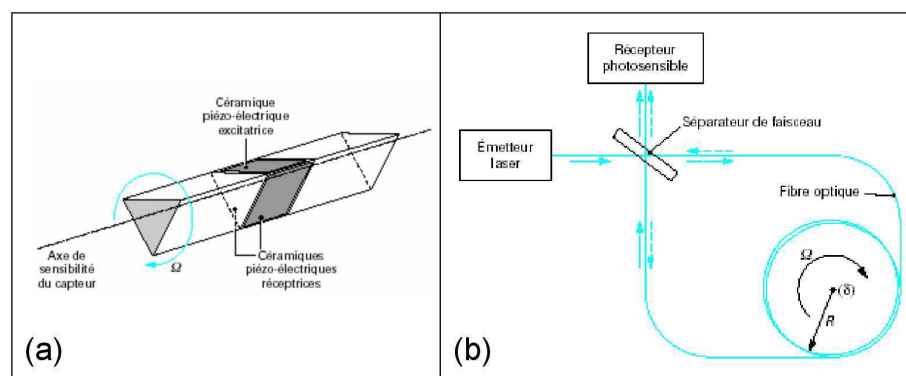 Céramique
piézo-électrique
excitatrice
Axe de
sensibilité
du capteur
Ω
Céramiques
piézo-électriques
réceptrices
(a)
Récepteur
photosensible
Séparateur de faisceau
Émetteur
laser
Fibre optique
Ω
(δ)
R
(b)